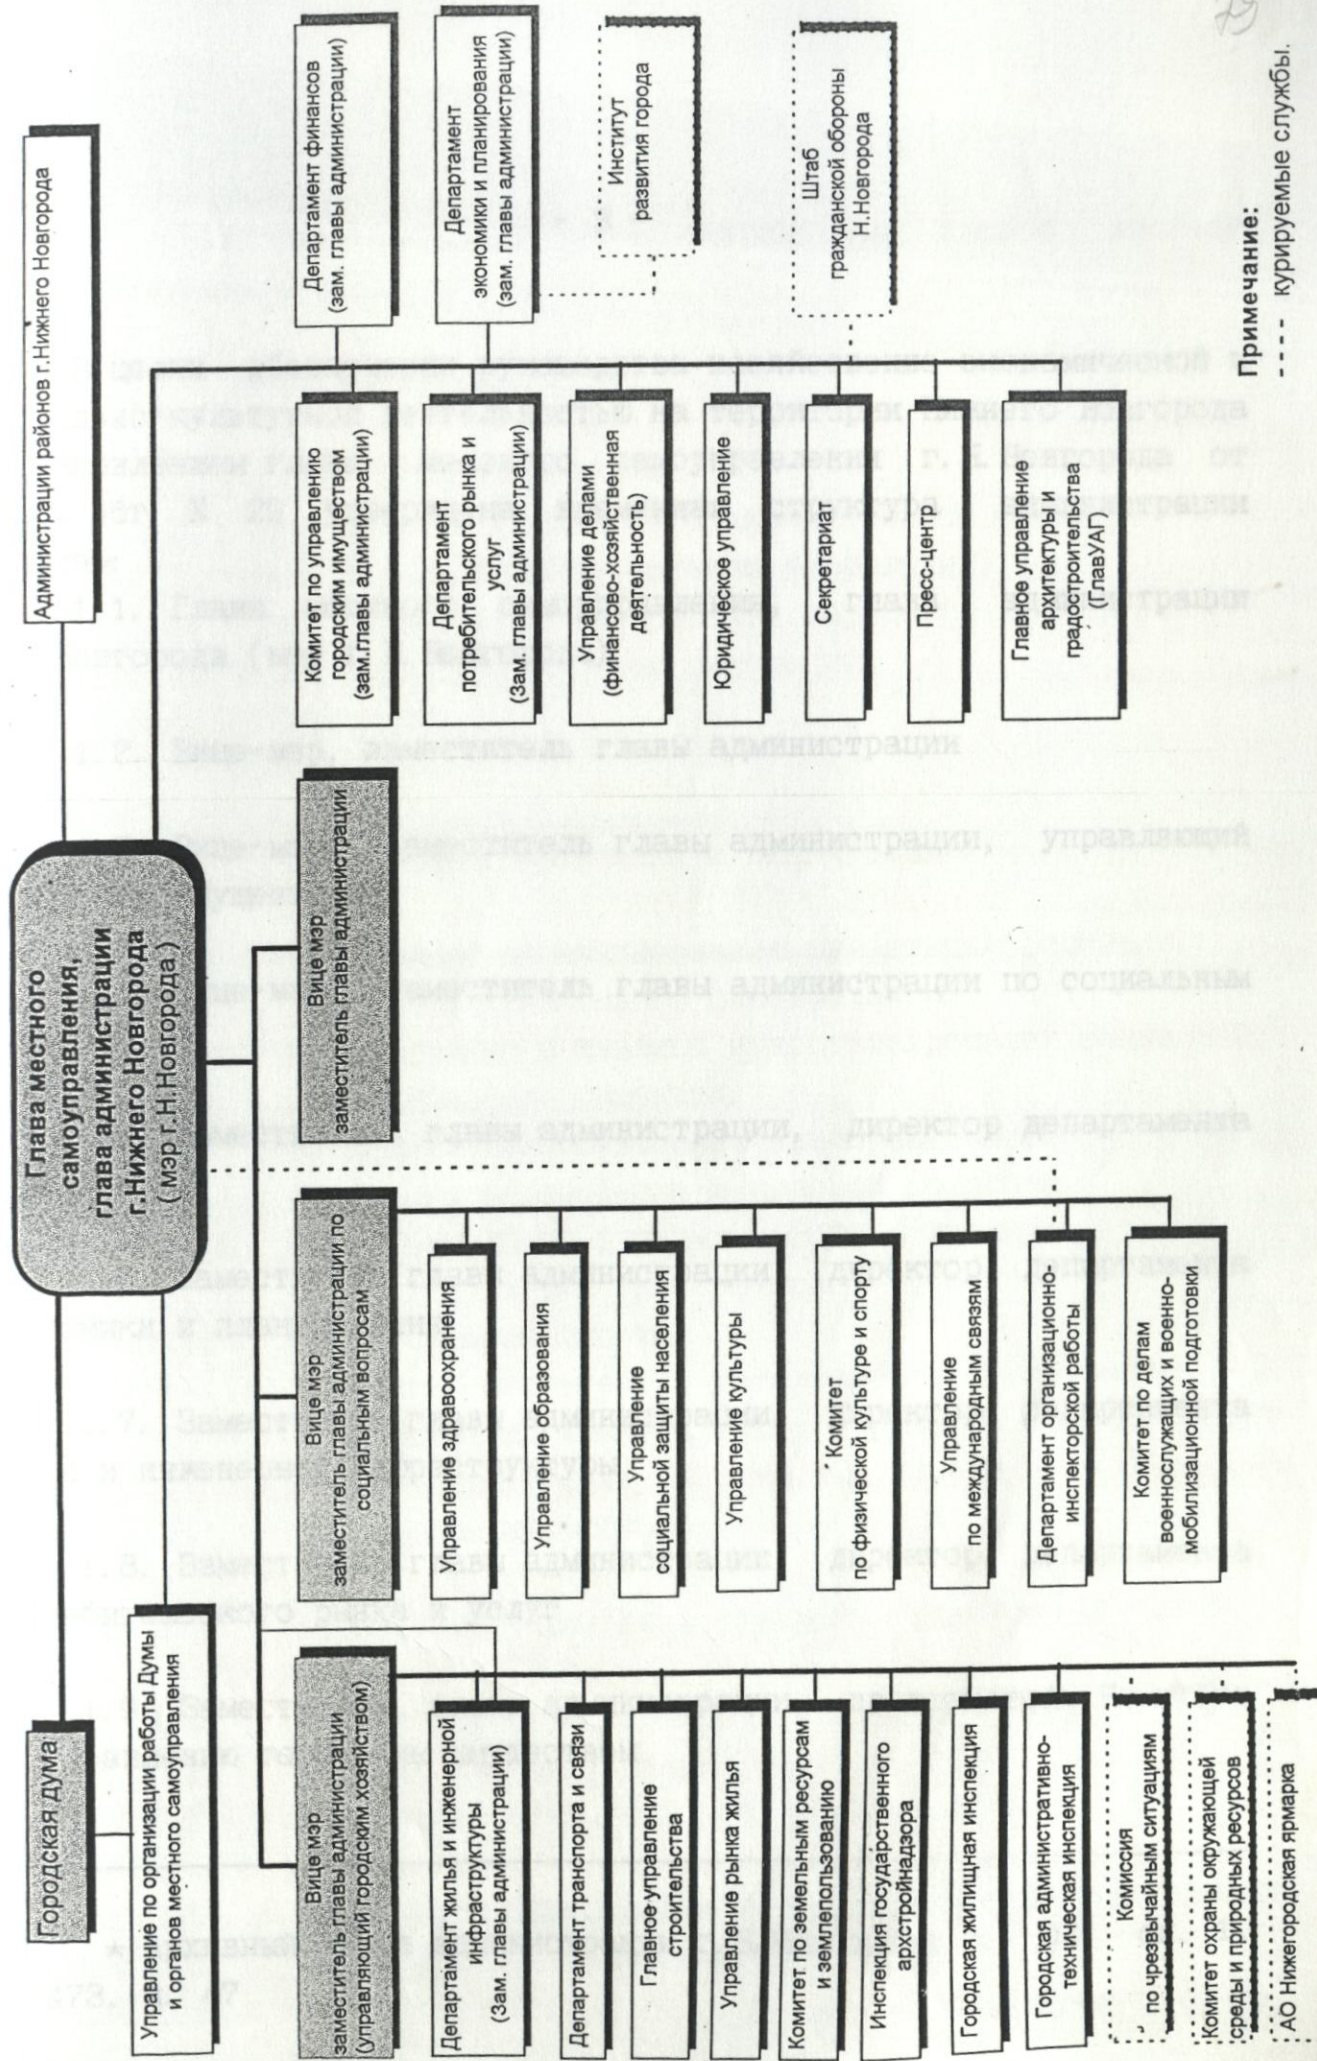 Городская Дума
Управление по организации работы Думы
и органов местного самоуправления
Глава местного
самоуправления,
глава администрации
г.Нижнего Новгорода
(мэр г.Н.Новгорода)
Администрации районов г.Нижнего Новгорода
Вице мэр
заместитель главы администрации
(управляющий городским хозяйством)
Департамент жилья и инженерной
ифраструктуры
(Зам. главы администрации)
Департамент транспорта и связи
Главное управление
строительства
Управление рынка жилья
Комитет по земельным ресурсам
и землепользованию
Инспекция государственного
архстройнадзора
Городская жилищная инспекция
Городская административно-
техническая инспекция
Комиссия
по чрезвычайным ситуациям
Комитет охраны окружающей
среды и природных ресурсов
АО Нижегородская ярмарка
Вице мэр
заместитель главы администрации по
социальным вопросам
Управление здравоохранения
Управление образования
Управление
социальной защиты населения
Управление культуры
Комитет
по физической культуре и спорту
Управление
по международным связям
Департамент организационно-
инспекторской работы
Комитет по делам
военнослужащих и военно-
мобилизационной подготовки
Вице мэр
заместитель главы администрации
Комитет по управлению
городским имуществом
(зам.главы администрации)
Департамент
потребительского рынка и
услуг
(Зам. главы администрации)
Управление делами
(финансово-хозяйственная
деятельность)
Юридическое управление
Секретариат
Пресс-центр
Главное управление
архитектуры и
градостроительства
(ГлавУАГ)
Департамент финансов
(зам. главы администрации)
Департамент
экономики и планирования
(зам. главы администрации)
Институт
развития города
Штаб
гражданской обороны
Н.Новгорода
Примечание:
---- курируемые службы.